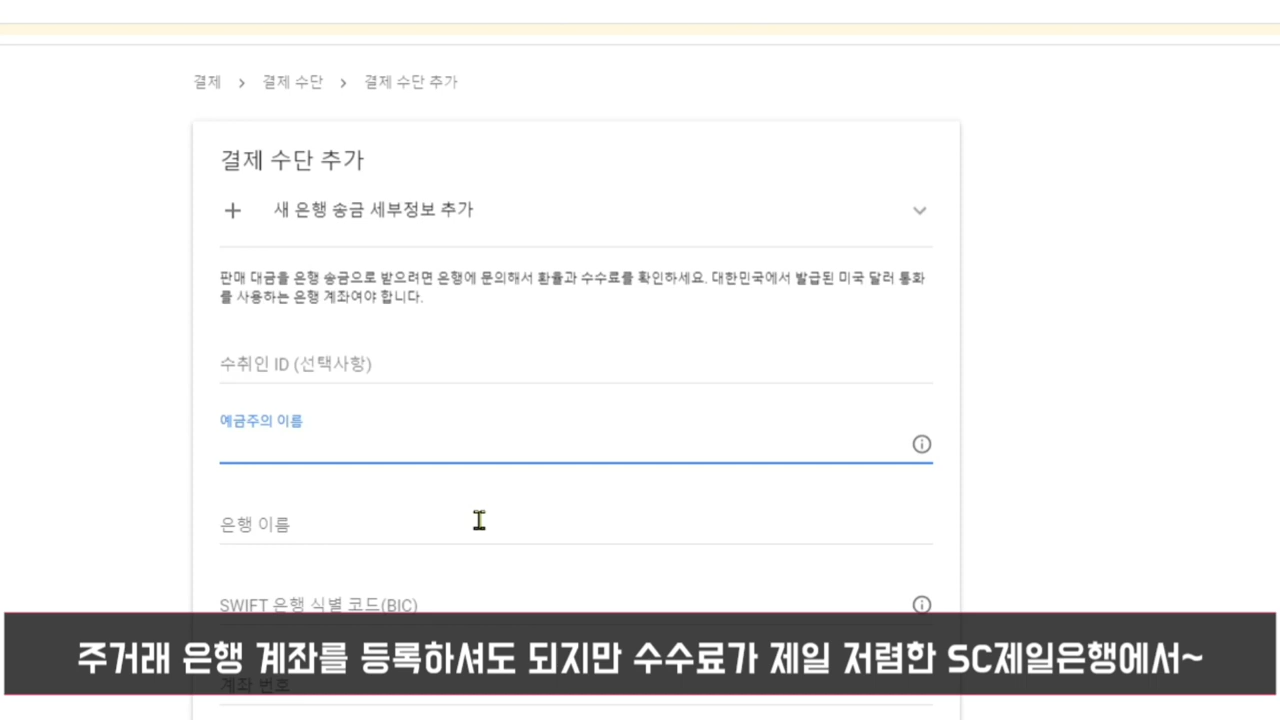 결제 > 결제 수단 > 결제 수단 추가
결제 수단 추가
+ 새 은행 송금 세부정보 추가
판매 대금을 은행 송금으로 받으려면 은행에 문의해서 환율과 수수료를 확인하세요. 대한민국에서 발급된 미국 달러 통화
를 사용하는 은행 계좌여야 합니다.
수취인 ID (선택사항)
예금주의 이름
은행 이름
SWIFT 은행 식별 코드(BIC)
주거래 은행 계좌를 등록하셔도 되지만 수수료가 제일 저렴한 SC제일은행에서~
계좌 번호